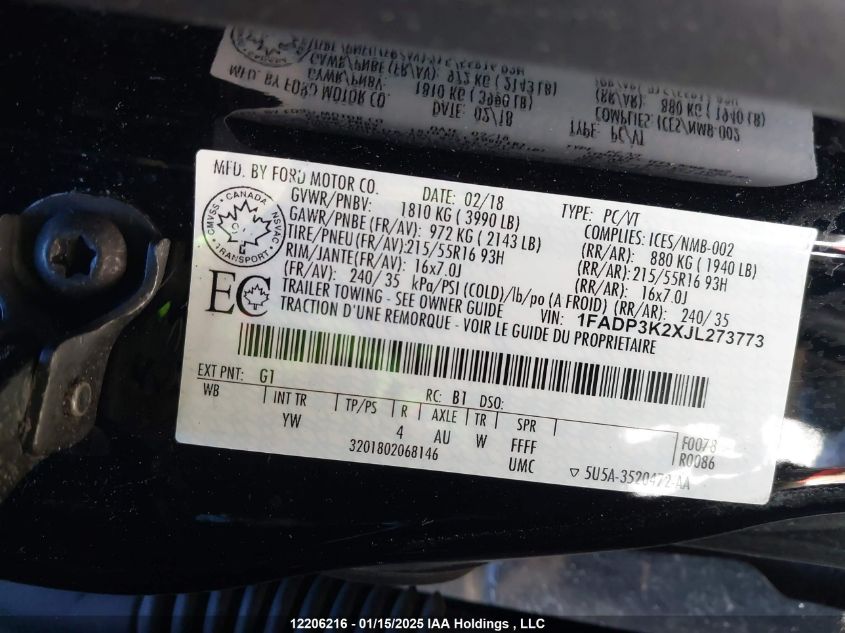 MFD. BY FORD MOTOR CO. DATE: 02/18 TYPE: PC/VT
GVWR/PNBV: 1810 KG ( 3990 LB) COMPLIES: ICES/NMB-002
GAWR/PNBE (FR/AV): 972 KG ( 2143 LB) (RR/AR): 880 KG ( 1940 LB)
TIRE/PNEU (FR/AV): 215/55R16 93H (RR/AR): 215/55R16 93H
RIM/JANTE(FR/AV): 16x7.0J (RR/AR): 16x7.0J
(FR/AV): 240/ 35 kPa/PSI (COLD)/lb/po (A FROID) (RR/AR): 240/ 35
TRAILER TOWING - SEE OWNER GUIDE VIN: 1FADP3K2XJL273773
TRACTION D'UNE REMORQUE - VOIR LE GUIDE DU PROPRIETAIRE
CANADA CMVSS NSVAC TRANSPORT
EC
EXT PNT: G1 RC: B1 DSO:
WB INT TR TP/PS R AXLE TR SPR F0078
YW 4 AU W FFFF R0086
3201802068146 UMC ▽ 5U5A-3520472-AA
12206216 - 01/15/2025 IAA Holdings , LLC